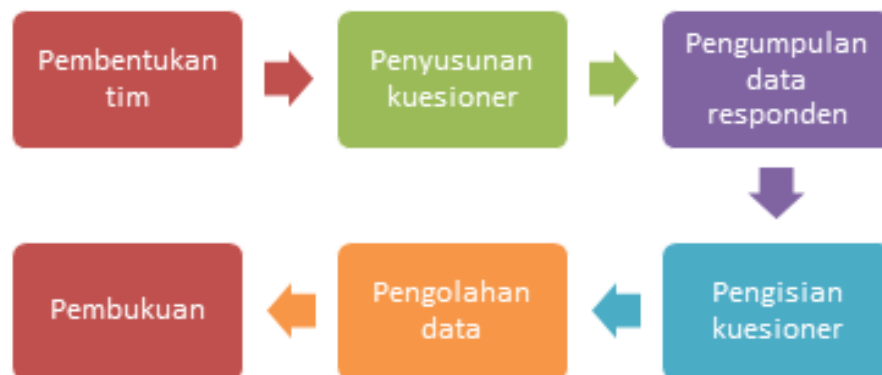 Pembentukan
tim
Penyusunan
kuesioner
Pengumpulan
data
responden
Pengisian
kuesioner
Pengolahan
data
Pembukuan